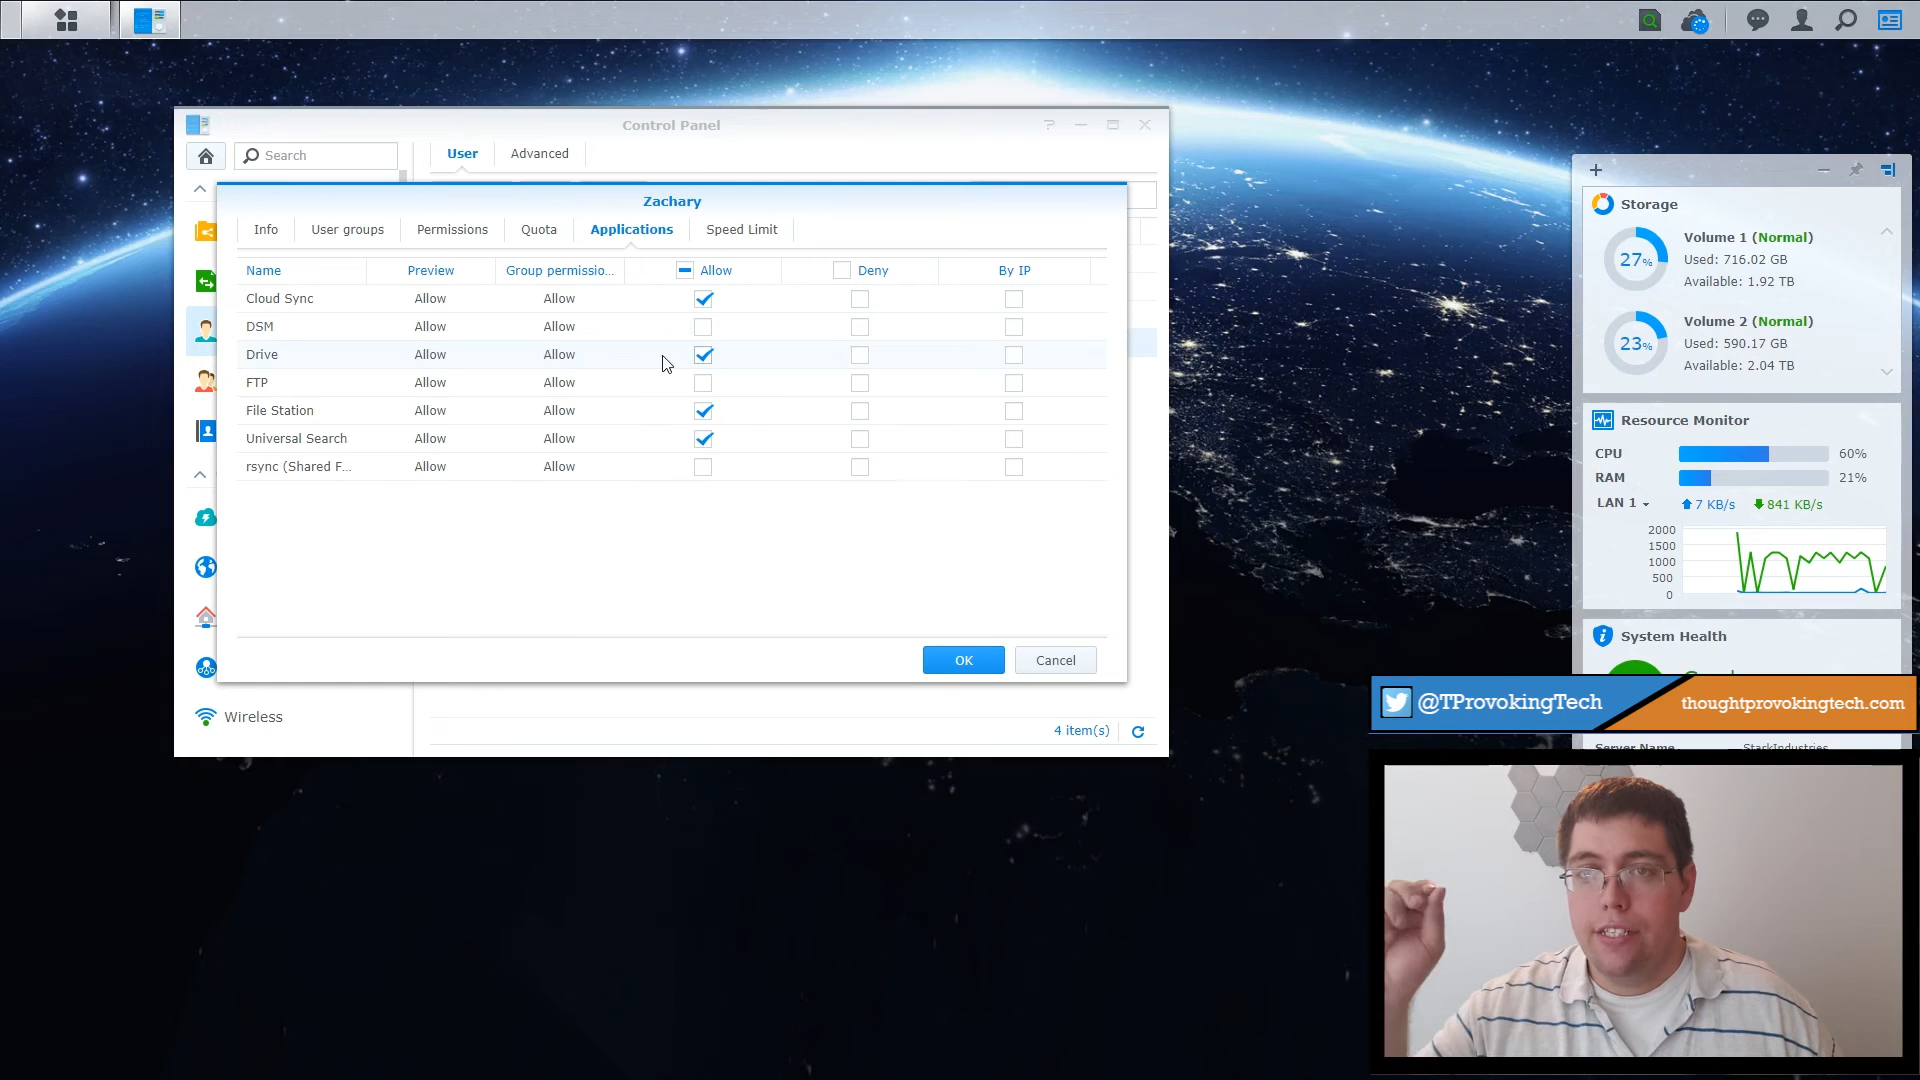 Control Panel
Search
User
Advanced
Zachary
Info
User groups
Permissions
Quota
Applications
Speed Limit
Name Preview Group permissio... Allow Deny By IP
Cloud Sync Allow Allow
DSM Allow Allow
Drive Allow Allow
FTP Allow Allow
File Station Allow Allow
Universal Search Allow Allow
rsync (Shared F... Allow Allow
OK
Cancel
Wireless
4 item(s)
Storage
27%
Volume 1 (Normal)
Used: 716.02 GB
Available: 1.92 TB
23%
Volume 2 (Normal)
Used: 590.17 GB
Available: 2.04 TB
Resource Monitor
CPU 60%
RAM 21%
LAN 1 7 KB/s 841 KB/s
2000
1500
1000
500
0
System Health
@TProvokingTech
thoughtprovokingtech.com
Server Name StarkIndustries